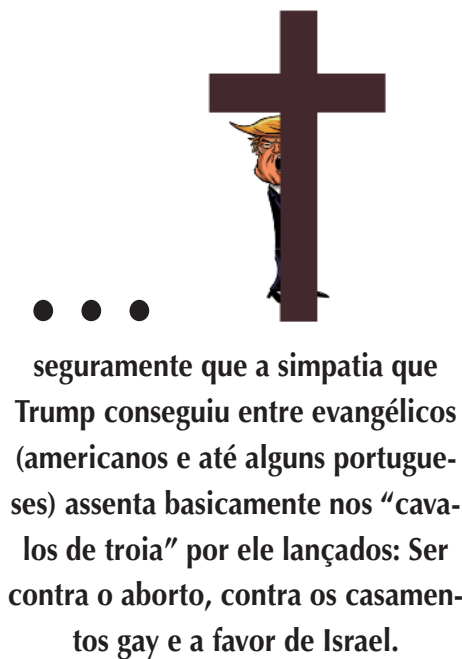 • • •
seguramente que a simpatia que
Trump conseguiu entre evangélicos
(americanos e até alguns portugue-
ses) assenta basicamente nos “cava-
los de troia” por ele lançados: Ser
contra o aborto, contra os casamen-
tos gay e a favor de Israel.